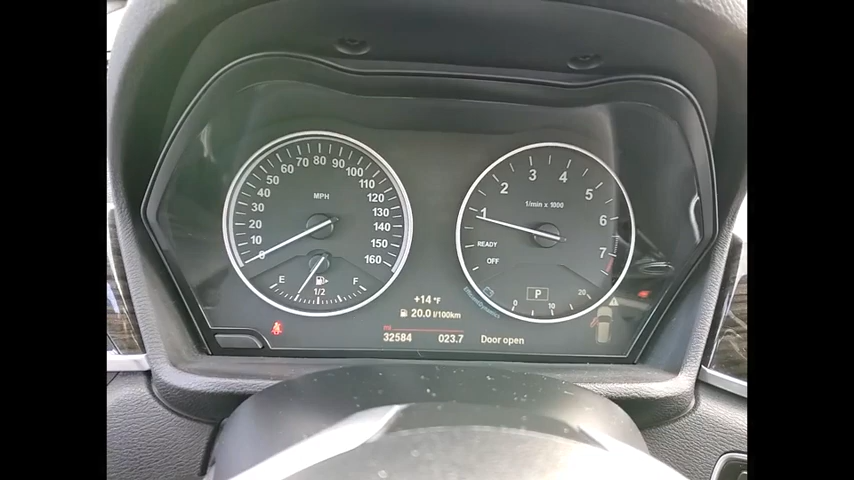 0 10 20 30 40 50 60 70 80 90 100 110 120 130 140 150 160
MPH
E 1/2 F
1 2 3 4 5 6 7
1/min x 1000
READY
OFF
P
0 10 20
EfficientDynamics
+14 °F
20.0 l/100km
mls
32584 023.7
Door open